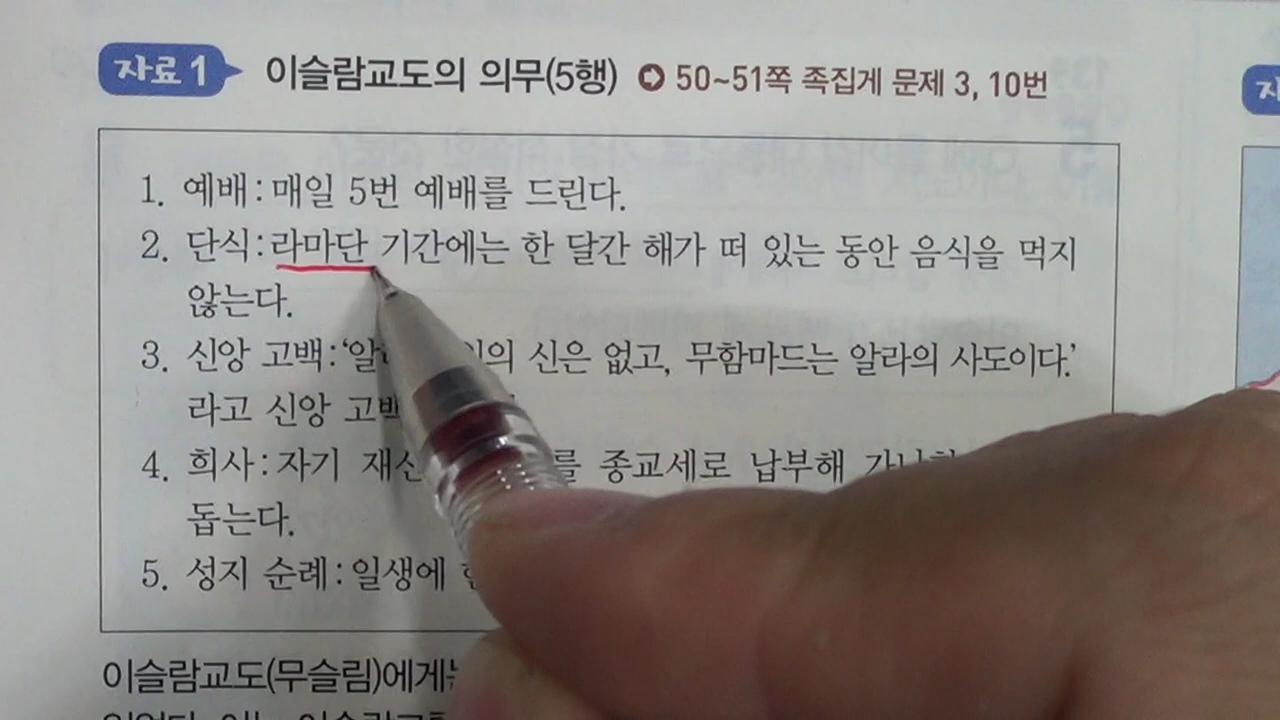 자료 1 이슬람교도의 의무(5행) ➲ 50~51쪽 족집게 문제 3, 10번
1. 예배:매일 5번 예배를 드린다.
2. 단식:라마단 기간에는 한 달간 해가 떠 있는 동안 음식을 먹지
않는다.
3. 신앙 고백:‘알 의 신은 없고, 무함마드는 알라의 사도이다.’
라고 신앙 고백
4. 희사:자기 를 종교세로 납부해
돕는다.
5. 성지 순례:일생에
이슬람교도(무슬림)에게는